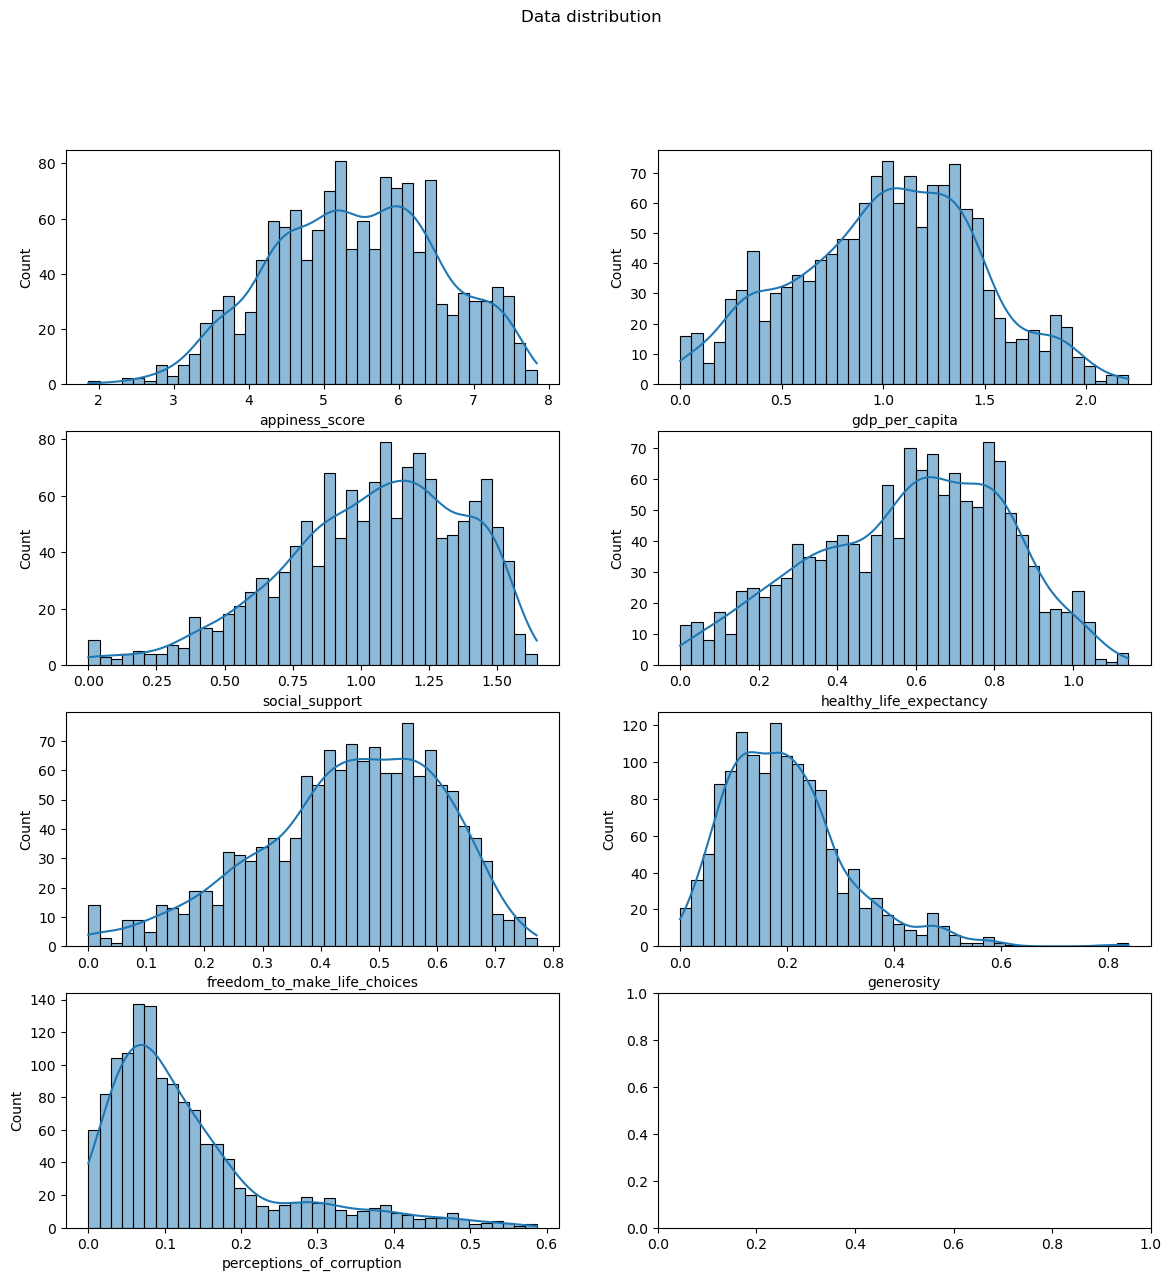 Data distribution
80
60
40
20
0
Count
2 3 4 5 6 7 8
appiness_score
70
60
50
40
30
20
10
0
Count
0.0 0.5 1.0 1.5 2.0
gdp_per_capita
80
60
40
20
0
Count
0.00 0.25 0.50 0.75 1.00 1.25 1.50
social_support
70
60
50
40
30
20
10
0
Count
0.0 0.2 0.4 0.6 0.8 1.0
healthy_life_expectancy
70
60
50
40
30
20
10
0
Count
0.0 0.1 0.2 0.3 0.4 0.5 0.6 0.7 0.8
freedom_to_make_life_choices
120
100
80
60
40
20
0
Count
0.0 0.2 0.4 0.6 0.8
generosity
140
120
100
80
60
40
20
0
Count
0.0 0.1 0.2 0.3 0.4 0.5 0.6
perceptions_of_corruption
1.0
0.8
0.6
0.4
0.2
0.0
0.0 0.2 0.4 0.6 0.8 1.0